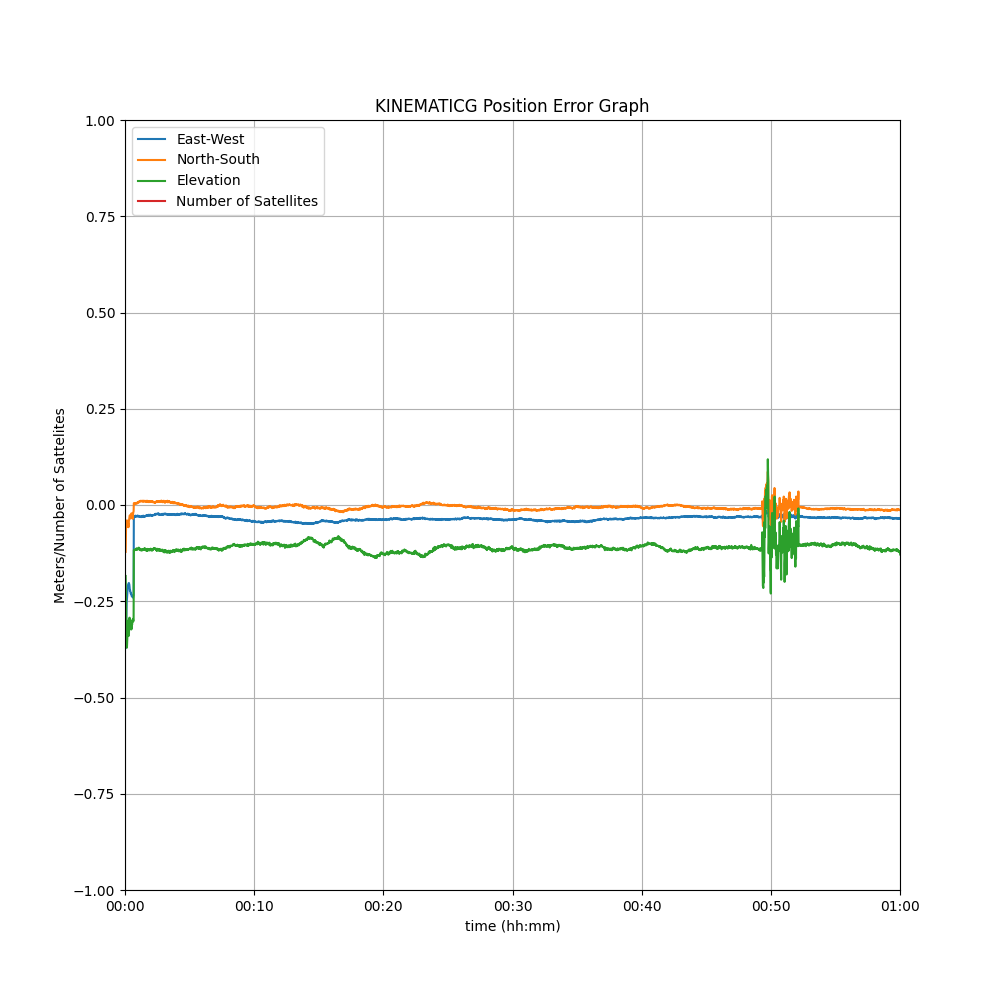 KINEMATICG Position Error Graph
1.00
East-West
North-South
Elevation
Number of Satellites
0.75
0.50
0.25
0.00
−0.25
−0.50
−0.75
−1.00
Meters/Number of Sattelites
00:00 00:10 00:20 00:30 00:40 00:50 01:00
time (hh:mm)